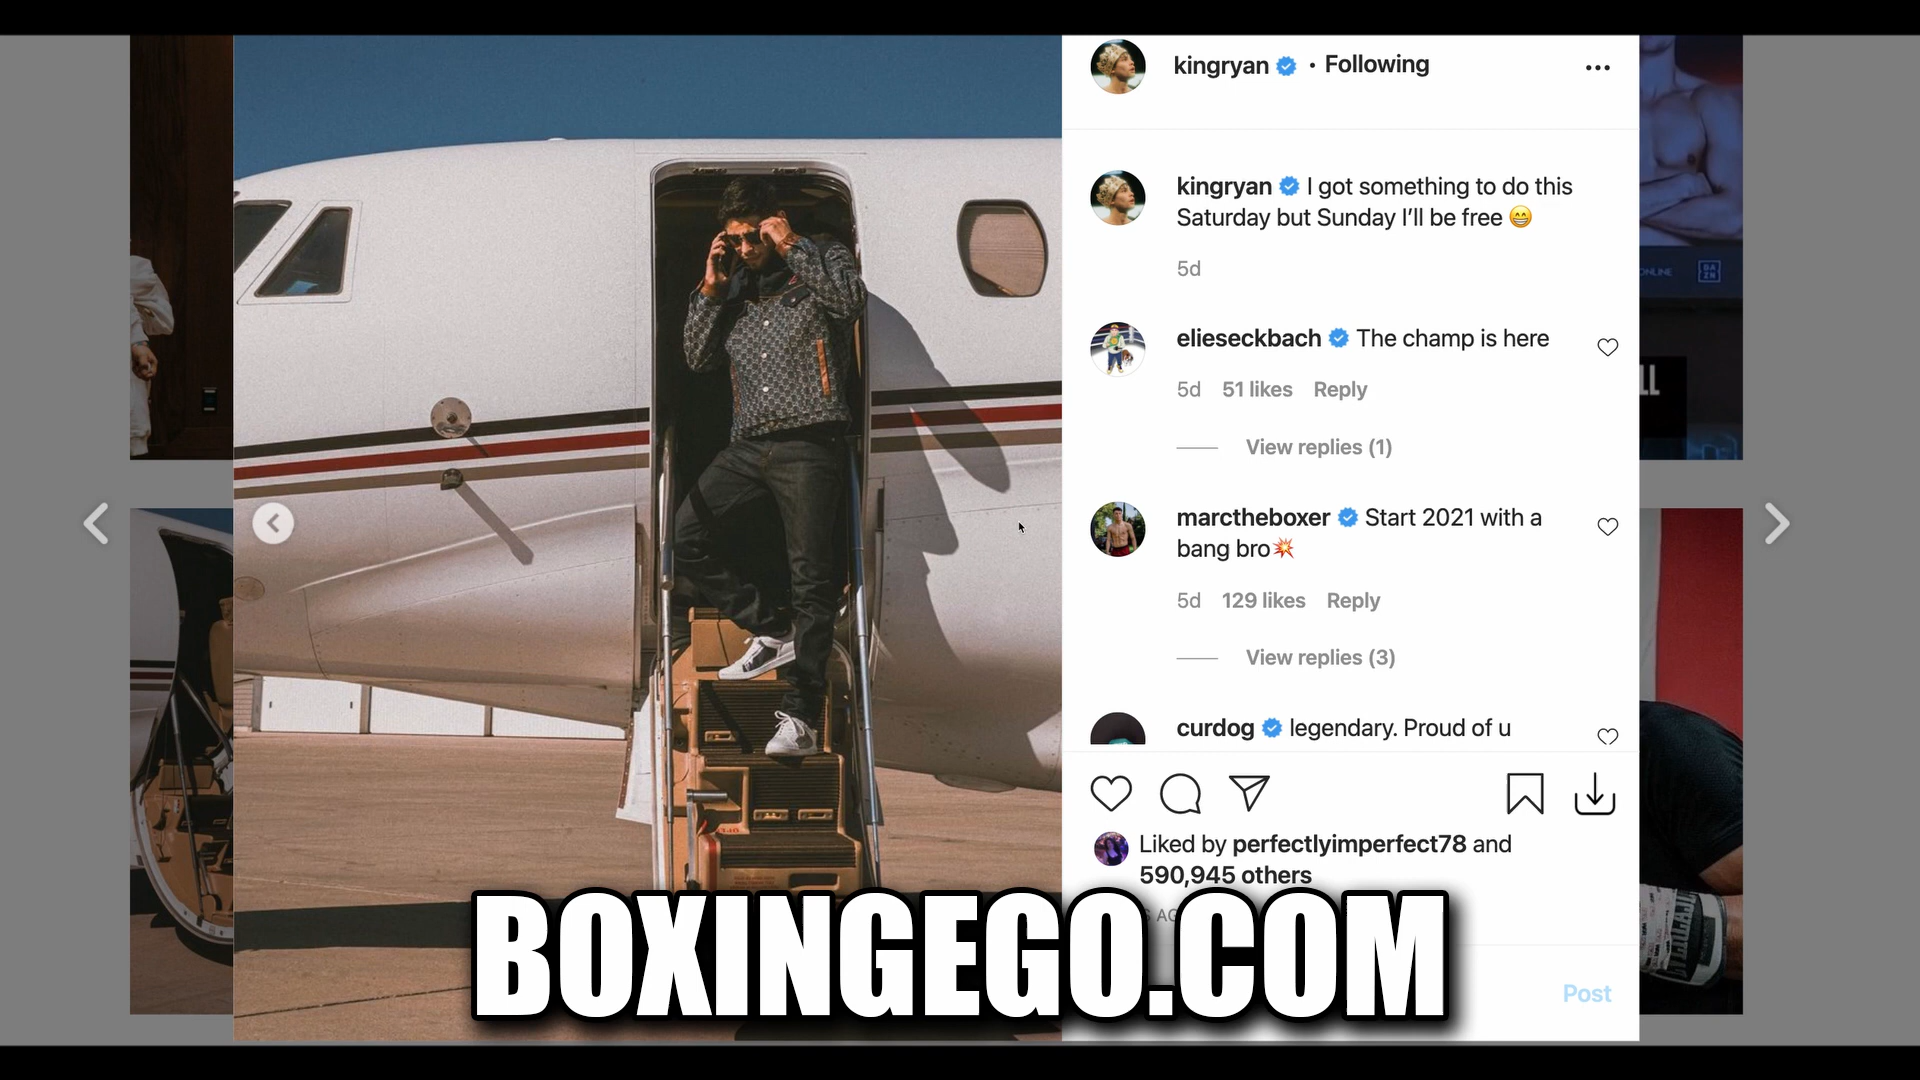 kingryan • Following
kingryan I got something to do this
Saturday but Sunday I’ll be free 😁
5d
elieseckbach The champ is here
5d 51 likes Reply
View replies (1)
marctheboxer Start 2021 with a
bang bro💥
5d 129 likes Reply
View replies (3)
curdog legendary. Proud of u
Liked by perfectlyimperfect78 and
590,945 others
BOXINGEGO.COM
Post
ONLINE
DAZN